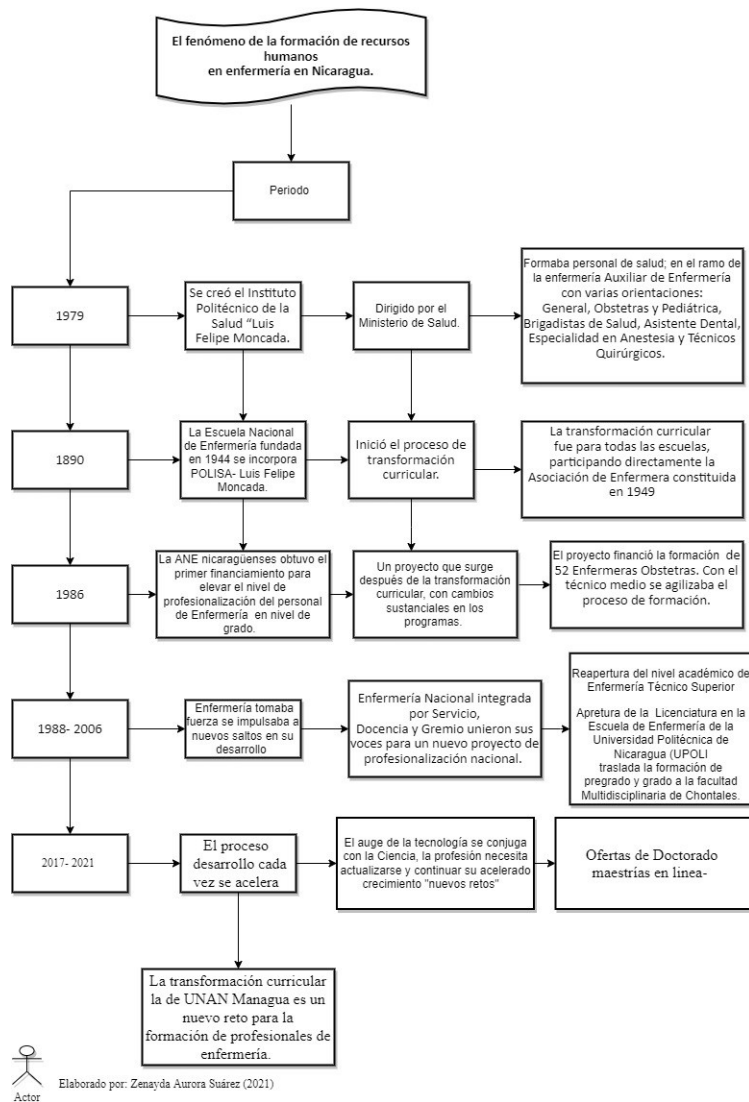 El fenómeno de la formación de recursos
humanos
en enfermería en Nicaragua.
Periodo
1979
Se creó el Instituto
Politécnico de la
Salud "Luis
Felipe Moncada.
Dirigido por el
Ministerio de Salud.
Formaba personal de salud; en el ramo de
la enfermería Auxiliar de Enfermería
con varias orientaciones:
General, Obstetras y Pediátrica,
Brigadistas de Salud, Asistente Dental,
Especialidad en Anestesia y Técnicos
Quirúrgicos.
1890
La Escuela Nacional
de Enfermería fundada
en 1944 se incorpora
POLISA- Luis Felipe
Moncada.
Inició el proceso de
transformación
curricular.
La transformación curricular
fue para todas las escuelas,
participando directamente la
Asociación de Enfermera constituida
en 1949
1986
La ANE nicaragüenses obtuvo el
primer financiamiento para
elevar el nivel de
profesionalización del personal
de Enfermería en nivel de
grado.
Un proyecto que surge
después de la transformación
curricular, con cambios
sustanciales en los
programas.
El proyecto financió la formación de
52 Enfermeras Obstetras. Con el
técnico medio se agilizaba el
proceso de formación.
1988- 2006
Enfermería tomaba
fuerza se impulsaba a
nuevos saltos en su
desarrollo
Enfermería Nacional integrada
por Servicio,
Docencia y Gremio unieron sus
voces para un nuevo proyecto de
profesionalización nacional.
Reapertura del nivel académico de
Enfermería Técnico Superior
Apretura de la Licenciatura en la
Escuela de Enfermería de la
Universidad Politécnica de
Nicaragua (UPOLI
traslada la formación de
pregrado y grado a la facultad
Multidisciplinaria de Chontales.
2017- 2021
El proceso
desarrollo cada
vez se acelera
El auge de la tecnología se conjuga
con la Ciencia, la profesión necesita
actualizarse y continuar su acelerado
crecimiento "nuevos retos"
Ofertas de Doctorado
maestrías en linea-
La transformación curricular
la de UNAN Managua es un
nuevo reto para la
formación de profesionales de
enfermería.
Actor
Elaborado por: Zenayda Aurora Suárez (2021)